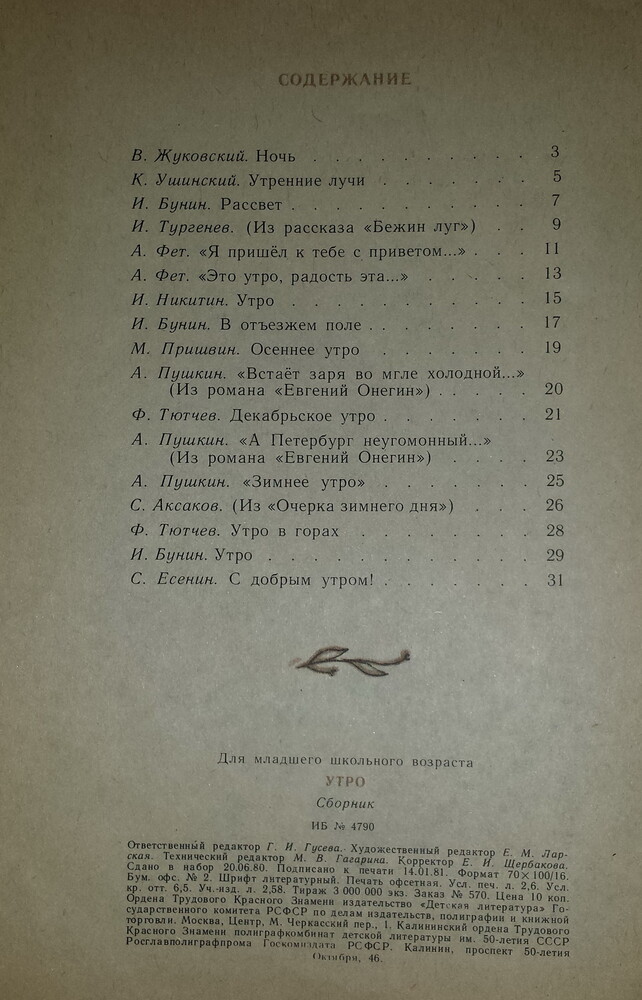 СОДЕРЖАНИЕ
В. Жуковский. Ночь . . . . . . . . . . 3
К. Ушинский. Утренние лучи . . . . . . . 5
И. Бунин. Рассвет . . . . . . . . . . 7
И. Тургенев. (Из рассказа «Бежин луг») . . 9
А. Фет. «Я пришёл к тебе с приветом...» . . . 11
А. Фет. «Это утро, радость эта...» . . . . . 13
И. Никитин. Утро . . . . . . . . . . 15
И. Бунин. В отъезжем поле . . . . . . . 17
М. Пришвин. Осеннее утро . . . . . . . 19
А. Пушкин. «Встаёт заря во мгле холодной...»
(Из романа «Евгений Онегин») . . . . . 20
Ф. Тютчев. Декабрьское утро . . . . . . . 21
А. Пушкин. «А Петербург неугомонный...»
(Из романа «Евгений Онегин») . . . . 23
А. Пушкин. «Зимнее утро» . . . . . . . 25
С. Аксаков. (Из «Очерка зимнего дня») . . . 26
Ф. Тютчев. Утро в горах . . . . . . . 28
И. Бунин. Утро . . . . . . . . . . . 29
С. Есенин. С добрым утром! . . . . . . 31
Для младшего школьного возраста
УТРО
Сборник
ИБ № 4790
Ответственный редактор Г. И. Гусева. Художественный редактор Е. М. Лар-
ская. Технический редактор М. В. Гагарина. Корректор Е. И. Щербакова.
Сдано в набор 20.06.80. Подписано к печати 14.01.81. Формат 70×100/16.
Бум. офс. № 2. Шрифт литературный. Печать офсетная. Усл. печ. л. 2,6. Усл.
кр. отт. 6,5. Уч.-изд. л. 2,58. Тираж 3 000 000 экз. Заказ № 570. Цена 10 коп.
Ордена Трудового Красного Знамени издательство «Детская литература» Го-
сударственного комитета РСФСР по делам издательств, полиграфии и книжной
торговли. Москва, Центр, М. Черкасский пер., 1. Калининский ордена Трудового
Красного Знамени полиграфкомбинат детской литературы им. 50-летия СССР
Росглавполиграфпрома Госкомиздата РСФСР. Калинин, проспект 50-летия
Октября, 46.